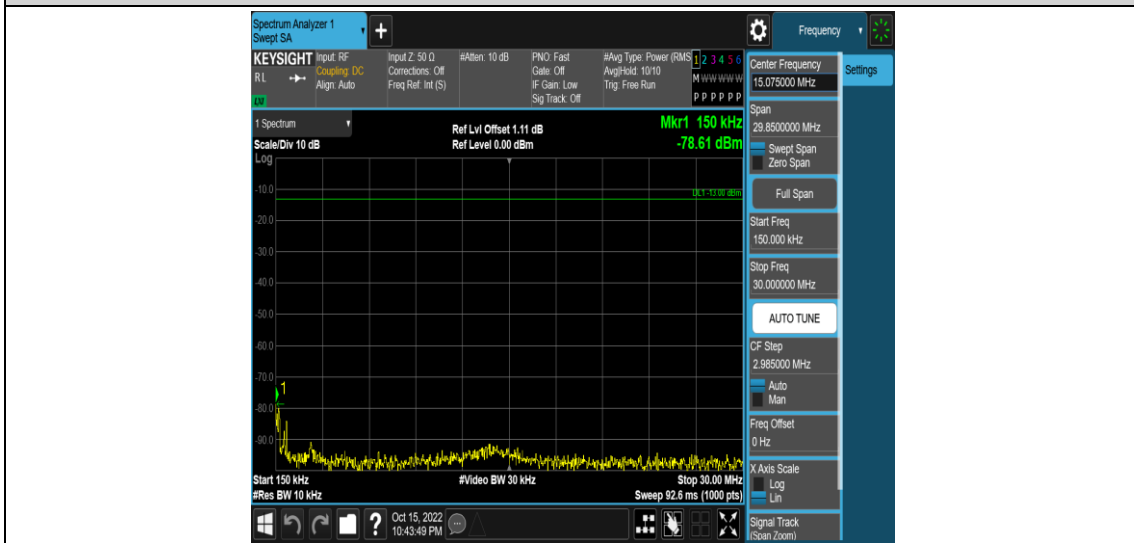 Spectrum Analyzer 1
Swept SA
+
Frequency
KEYSIGHT
RL
LXI
Input: RF
Coupling: DC
Align: Auto
Input Z: 50 Ω
Corrections: Off
Freq Ref: Int (S)
#Atten: 10 dB
PNO: Fast
Gate: Off
IF Gain: Low
Sig Track: Off
#Avg Type: Power (RMS
Avg|Hold: 10/10
Trig: Free Run
1 2 3 4 5 6
M W W W W W
P P P P P P
Center Frequency
15.075000 MHz
Settings
1 Spectrum
Scale/Div 10 dB
Ref Lvl Offset 1.11 dB
Ref Level 0.00 dBm
Mkr1 150 kHz
-78.61 dBm
Span
29.8500000 MHz
Swept Span
Zero Span
Full Span
Log
DL1 -13.00 dBm
-10.0
-20.0
-30.0
-40.0
-50.0
-60.0
-70.0
-80.0
-90.0
1
Start Freq
150.000 kHz
Stop Freq
30.000000 MHz
AUTO TUNE
CF Step
2.985000 MHz
Auto
Man
Freq Offset
0 Hz
X Axis Scale
Log
Lin
Signal Track
(Span Zoom)
Start 150 kHz
#Video BW 30 kHz
Stop 30.00 MHz
#Res BW 10 kHz
Sweep 92.6 ms (1000 pts)
?
Oct 15, 2022
10:43:49 PM